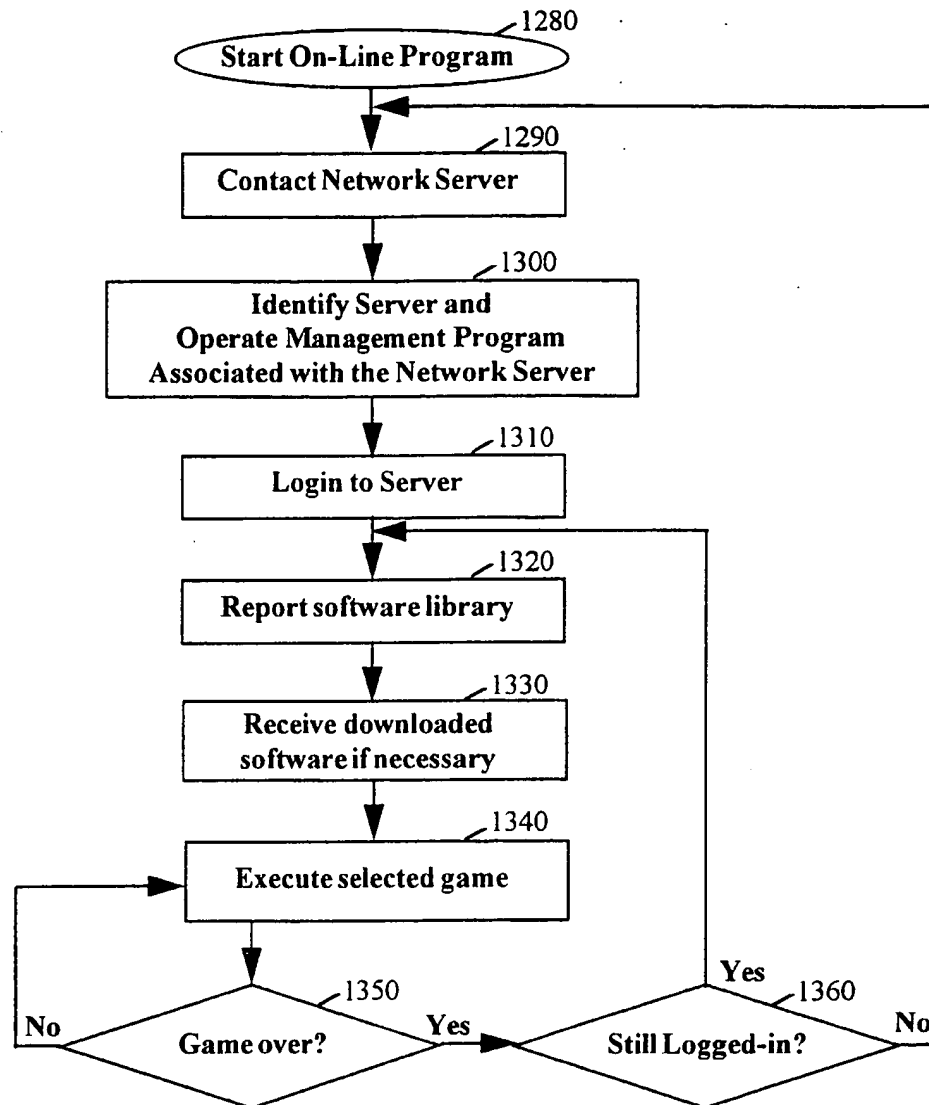 1280
Start On-Line Program
1290
Contact Network Server
1300
Identify Server and
Operate Management Program
Associated with the Network Server
1310
Login to Server
1320
Report software library
1330
Receive downloaded
software if necessary
1340
Execute selected game
1350
Game over?
No
Yes
1360
Still Logged-in?
Yes
No